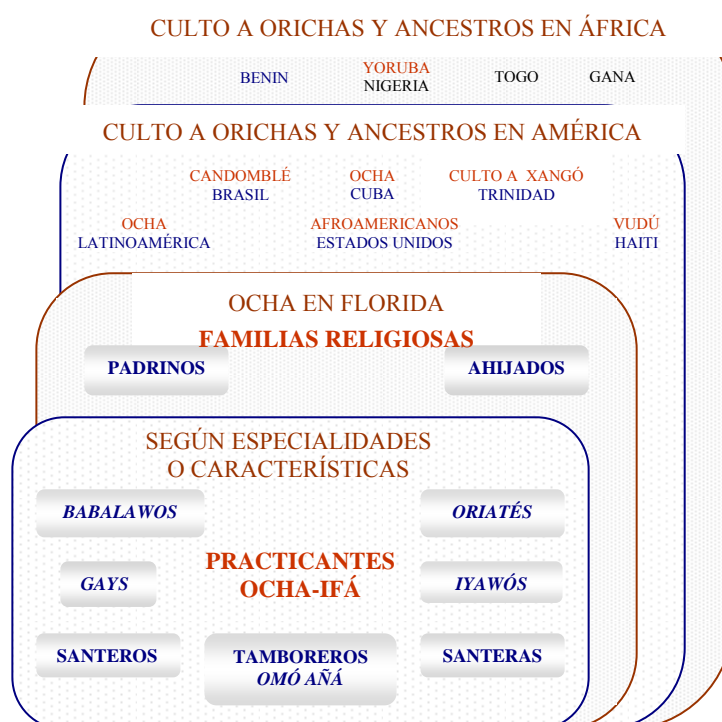 CULTO A ORICHAS Y ANCESTROS EN ÁFRICA
BENIN
YORUBA
NIGERIA
TOGO
GANA
CULTO A ORICHAS Y ANCESTROS EN AMÉRICA
CANDOMBLÉ
BRASIL
OCHA
CUBA
CULTO A XANGÓ
TRINIDAD
OCHA
LATINOAMÉRICA
AFROAMERICANOS
ESTADOS UNIDOS
VUDÚ
HAITI
OCHA EN FLORIDA
FAMILIAS RELIGIOSAS
PADRINOS
AHIJADOS
SEGÚN ESPECIALIDADES
O CARACTERÍSTICAS
BABALAWOS
ORIATÉS
PRACTICANTES
OCHA-IFÁ
GAYS
IYAWÓS
SANTEROS
TAMBOREROS
OMÓ AÑÁ
SANTERAS